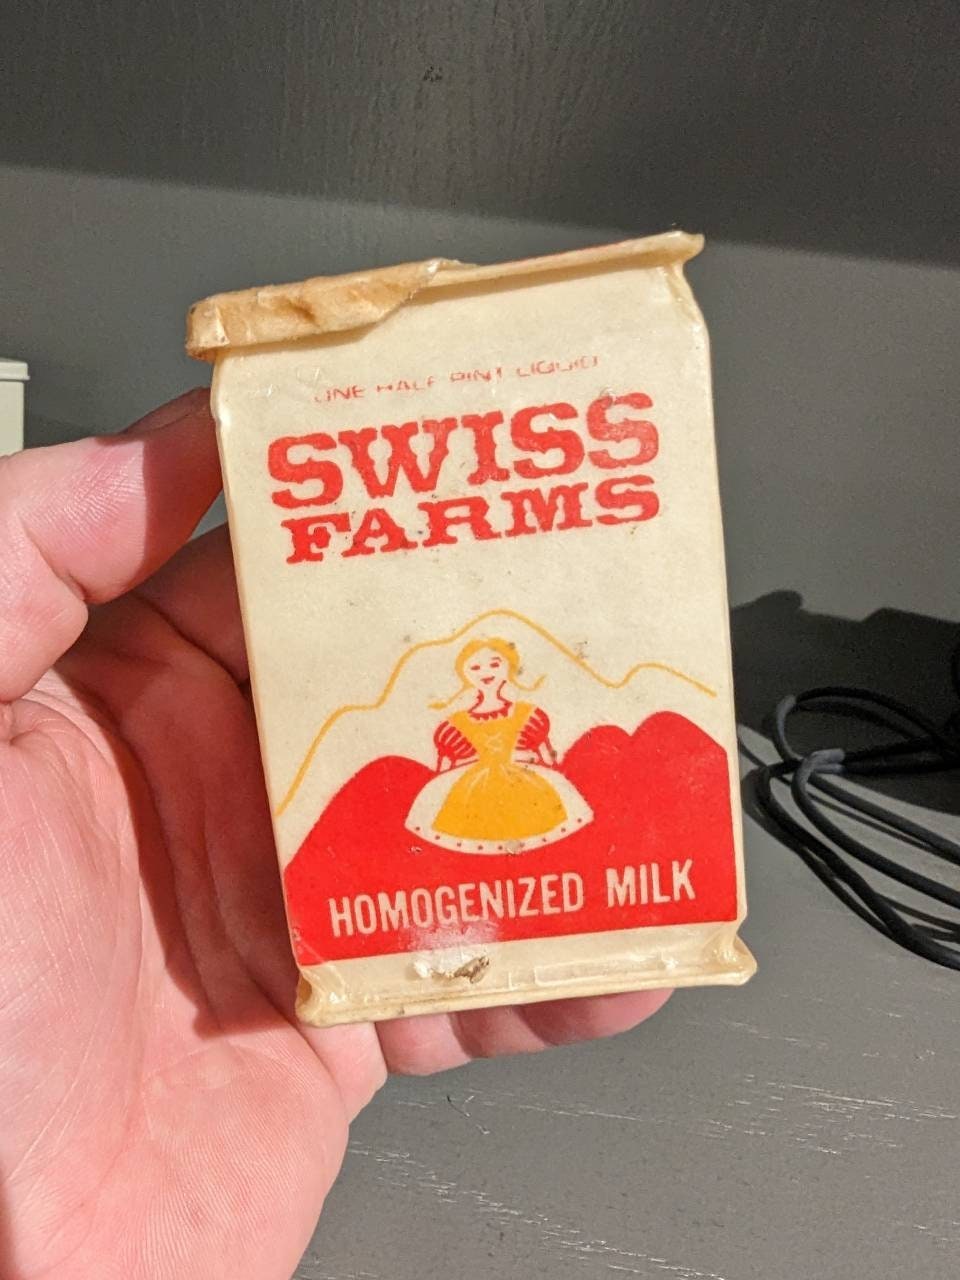 ONE HALF PINT LIQUID
SWISS
FARMS
HOMOGENIZED MILK